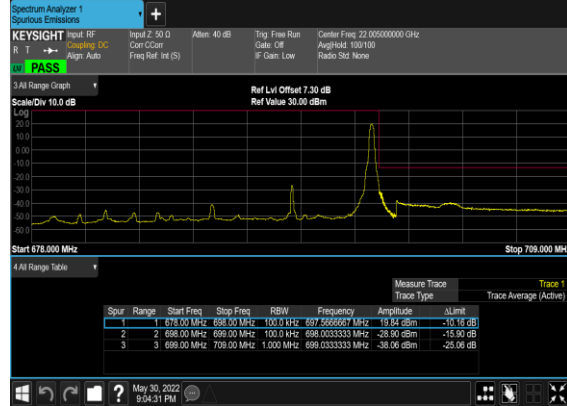 Spectrum Analyzer 1
Spurious Emissions
+
KEYSIGHT Input: RF Input Z: 50 Ω Atten: 40 dB Trig: Free Run Center Freq: 22.005000000 GHz
R T Coupling: DC Corr CCorr Gate: Off Avg|Hold: 100/100
Align: Auto Freq Ref: Int (S) IF Gain: Low Radio Std: None
PASS
3 All Range Graph
Ref Lvl Offset 7.30 dB
Scale/Div 10.0 dB Ref Value 30.00 dBm
Log
20.0
10.0
0.00
-10.0
-20.0
-30.0
-40.0
-50.0
-60.0
Start 678.000 MHz Stop 709.000 MH
4 All Range Table
Measure Trace Trace 1
Trace Type Trace Average (Active)
Spur Range Start Freq Stop Freq RBW Frequency Amplitude ΔLimit
1 1 678.00 MHz 698.00 MHz 100.0 kHz 697.5666667 MHz 19.84 dBm -10.16 dB
2 2 698.00 MHz 699.00 MHz 100.0 kHz 698.0033333 MHz -28.90 dBm -15.90 dB
3 3 699.00 MHz 709.00 MHz 1.000 MHz 699.0333333 MHz -38.06 dBm -25.06 dB
? May 30, 2022
9:04:31 PM